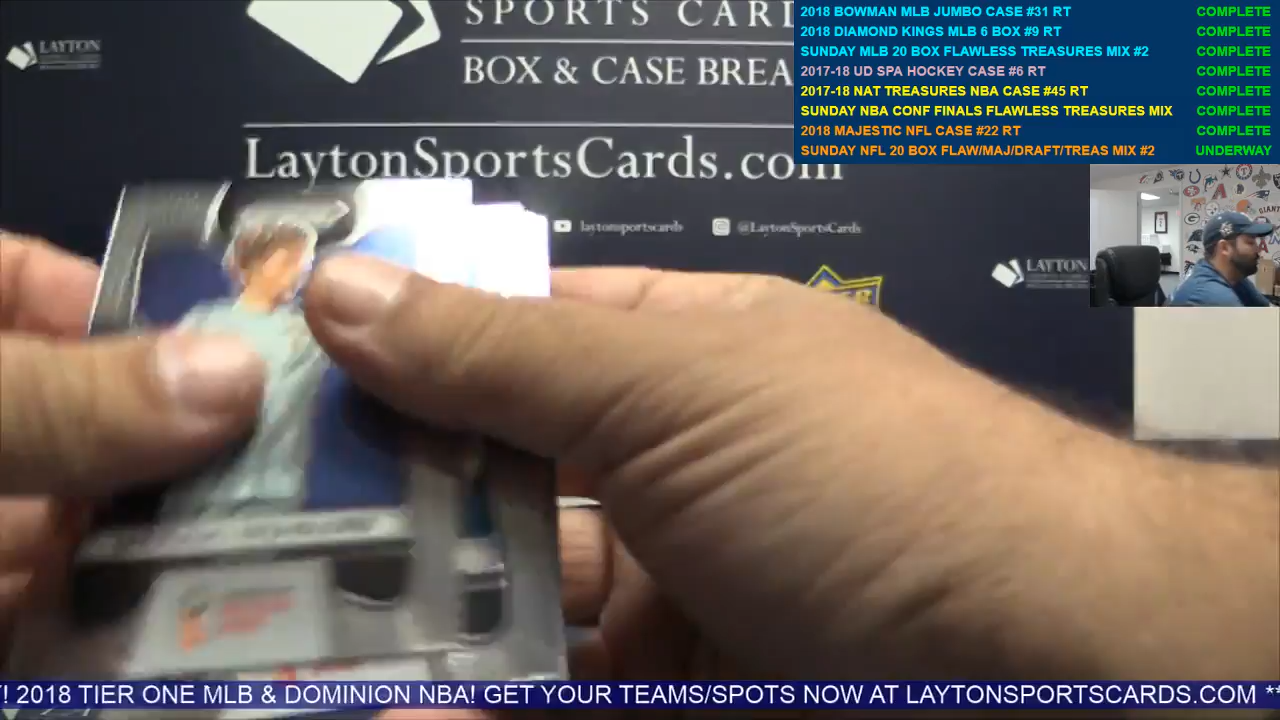 SPORTS CAR
BOX & CASE BREA
LaytonSportsCards.com
laytonsportscards
@LaytonSportsCards
LAYTON
LAYTON
2018 BOWMAN MLB JUMBO CASE #31 RT COMPLETE
2018 DIAMOND KINGS MLB 6 BOX #9 RT COMPLETE
SUNDAY MLB 20 BOX FLAWLESS TREASURES MIX #2 COMPLETE
2017-18 UD SPA HOCKEY CASE #6 RT COMPLETE
2017-18 NAT TREASURES NBA CASE #45 RT COMPLETE
SUNDAY NBA CONF FINALS FLAWLESS TREASURES MIX COMPLETE
2018 MAJESTIC NFL CASE #22 RT COMPLETE
SUNDAY NFL 20 BOX FLAW/MAJ/DRAFT/TREAS MIX #2 UNDERWAY
! 2018 TIER ONE MLB & DOMINION NBA! GET YOUR TEAMS/SPOTS NOW AT LAYTONSPORTSCARDS.COM **